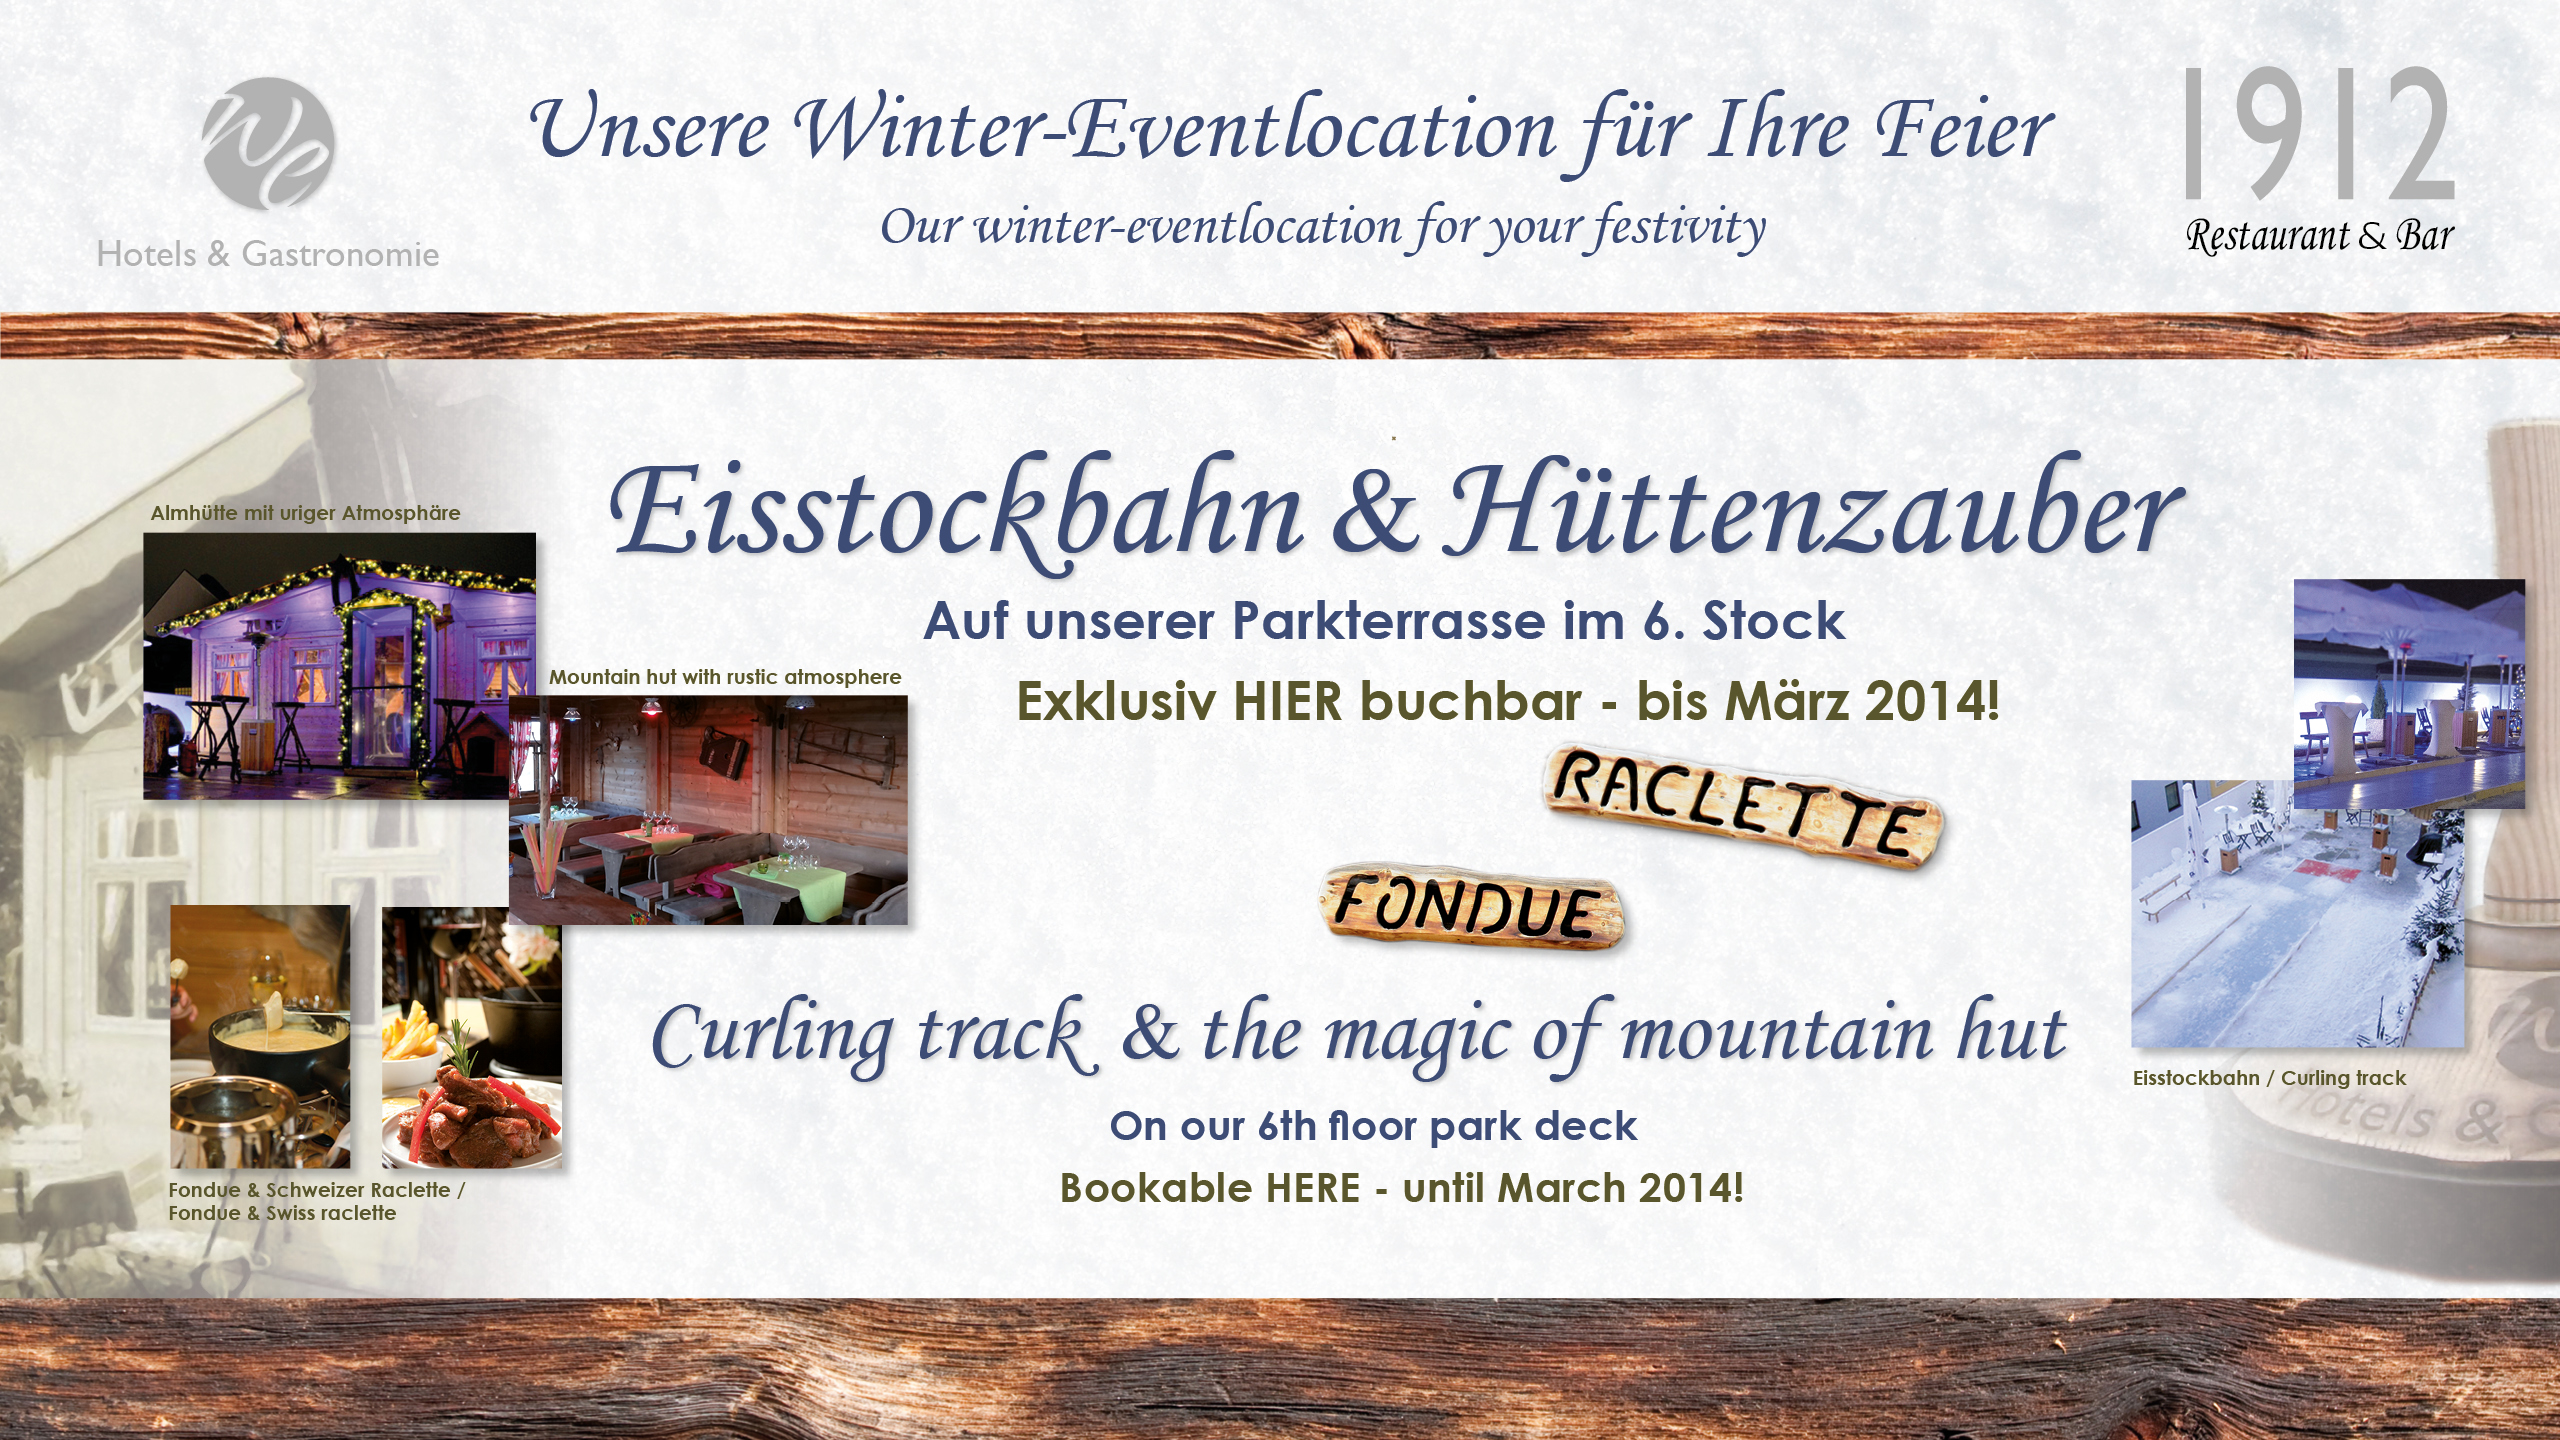 We
Hotels & Gastronomie
Unsere Winter-Eventlocation für Ihre Feier
Our winter-eventlocation for your festivity
1912
Restaurant & Bar
Eisstockbahn & Hüttenzauber
Auf unserer Parkterrasse im 6. Stock
Exklusiv HIER buchbar - bis März 2014!
Almhütte mit uriger Atmosphäre
Mountain hut with rustic atmosphere
RACLETTE
FONDUE
Curling track & the magic of mountain hut
On our 6th floor park deck
Bookable HERE - until March 2014!
Fondue & Schweizer Raclette /
Fondue & Swiss raclette
Eisstockbahn / Curling track
Hotels &